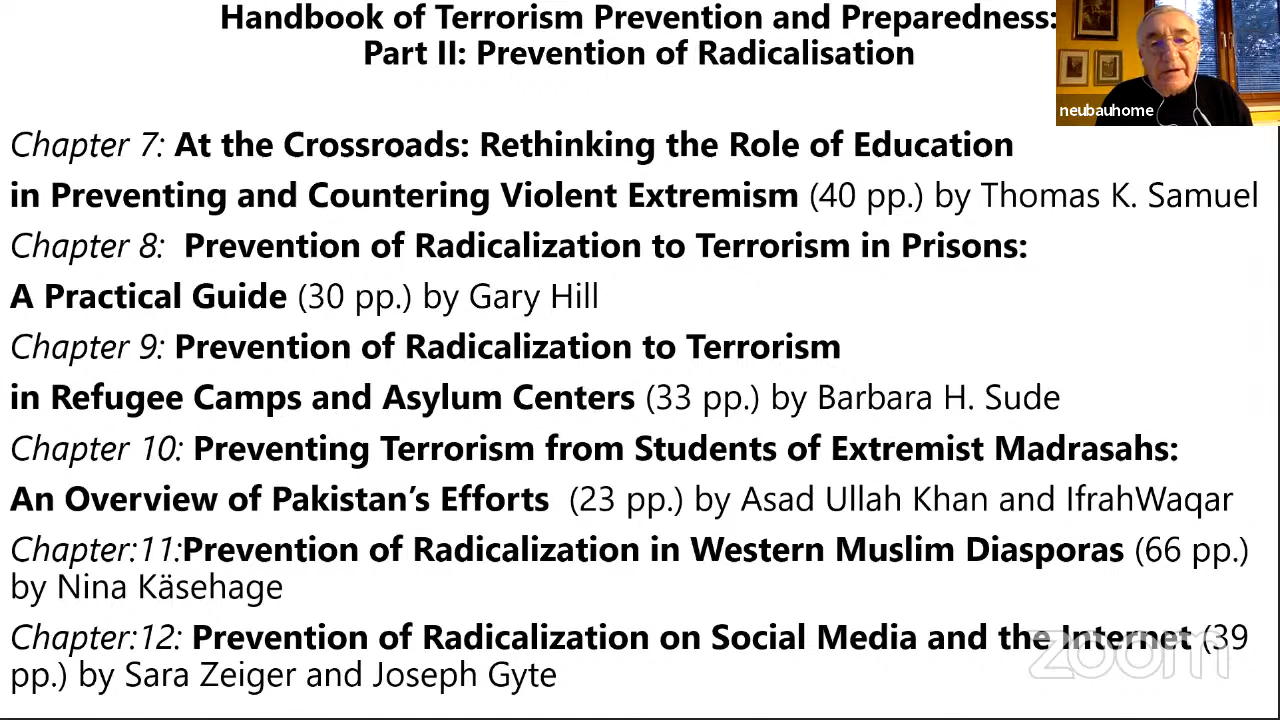 Handbook of Terrorism Prevention and Preparedness:
Part II: Prevention of Radicalisation
neubauhome
Chapter 7: At the Crossroads: Rethinking the Role of Education
in Preventing and Countering Violent Extremism (40 pp.) by Thomas K. Samuel
Chapter 8:  Prevention of Radicalization to Terrorism in Prisons:
A Practical Guide (30 pp.) by Gary Hill
Chapter 9: Prevention of Radicalization to Terrorism
in Refugee Camps and Asylum Centers (33 pp.) by Barbara H. Sude
Chapter 10: Preventing Terrorism from Students of Extremist Madrasahs:
An Overview of Pakistan’s Efforts  (23 pp.) by Asad Ullah Khan and IfrahWaqar
Chapter:11:Prevention of Radicalization in Western Muslim Diasporas (66 pp.)
by Nina Käsehage
Chapter:12: Prevention of Radicalization on Social Media and the Internet (39
pp.) by Sara Zeiger and Joseph Gyte
zoom